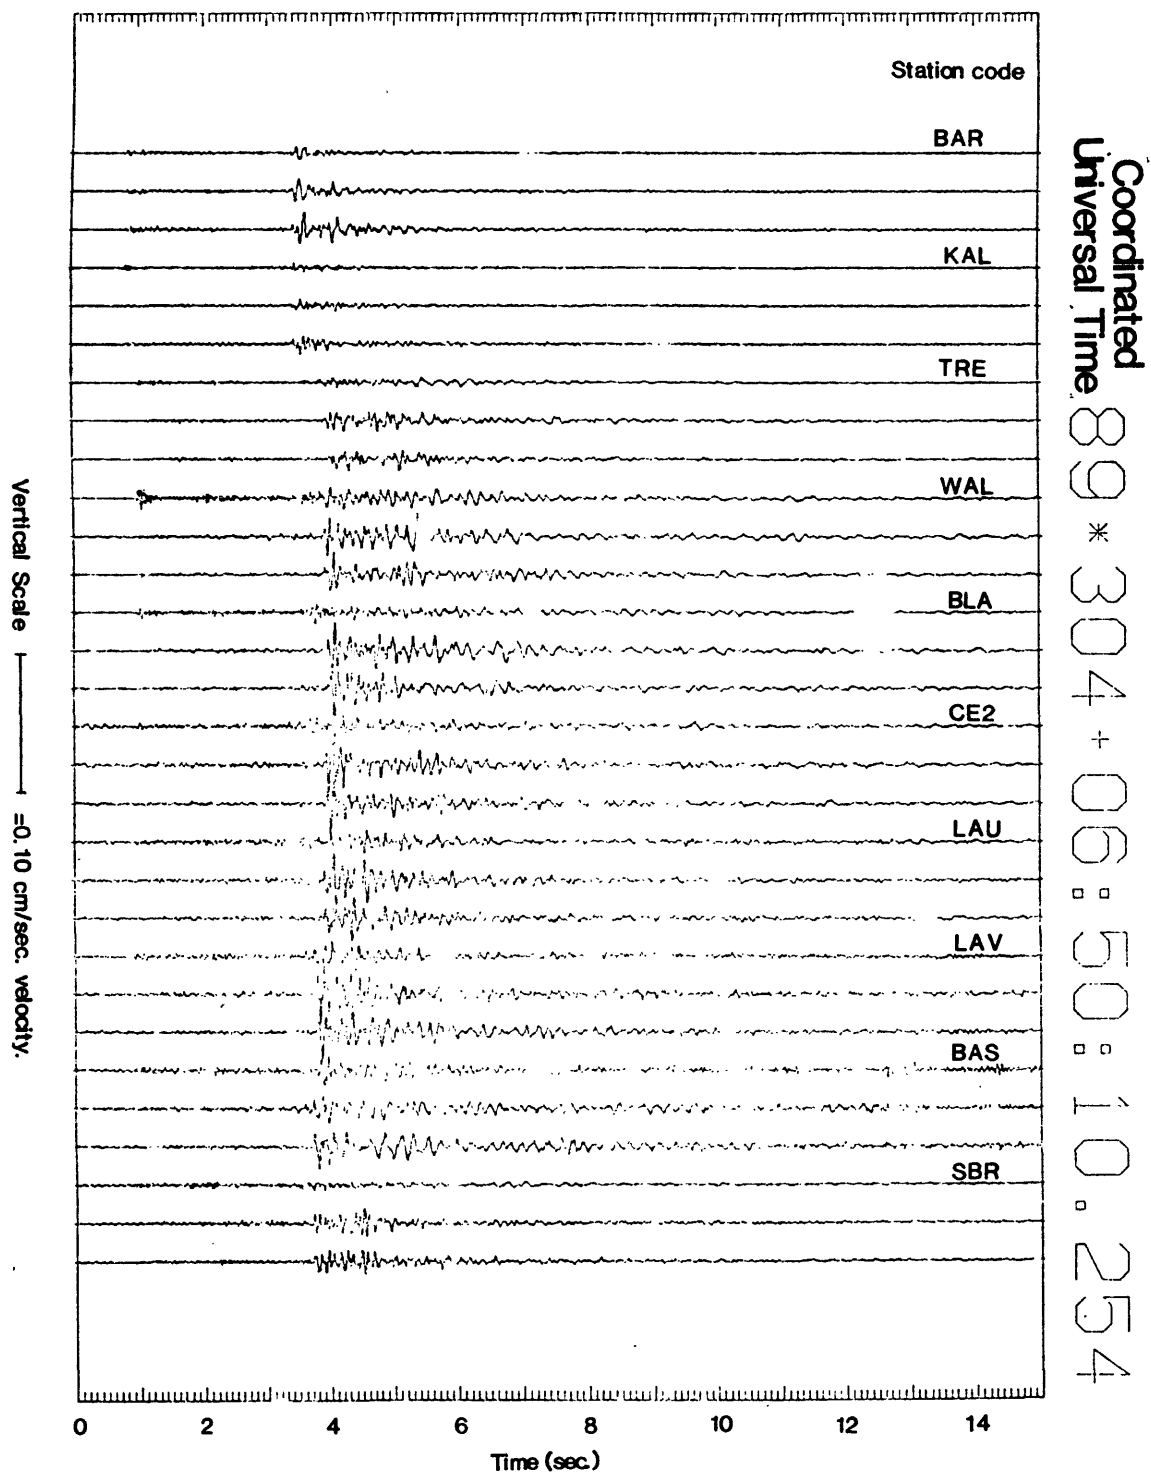 Station code
BAR
KAL
TRE
WAL
BLA
CE2
LAU
LAV
BAS
SBR
Coordinated
Universal Time 89*304+06:50:10.254
Vertical Scale =0.10 cm/sec. velocity.
0 2 4 6 8 10 12 14
Time (sec.)